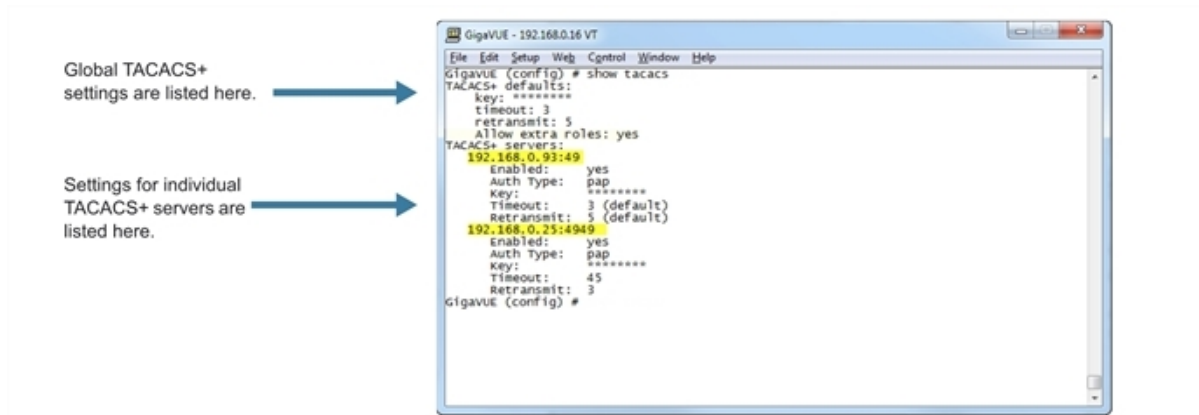 Global TACACS+
settings are listed here.
Settings for individual
TACACS+ servers are
listed here.
GigaVUE - 192.168.0.16 VT
File Edit Setup Web Control Window Help
GigaVUE (config) # show tacacs
TACACS+ defaults:
key: ********
timeout: 3
retransmit: 5
Allow extra roles: yes
TACACS+ servers:
192.168.0.93:49
Enabled: yes
Auth Type: pap
Key: ********
Timeout: 3 (default)
Retransmit: 5 (default)
192.168.0.25:4949
Enabled: yes
Auth Type: pap
Key: ********
Timeout: 45
Retransmit: 3
GigaVUE (config) #